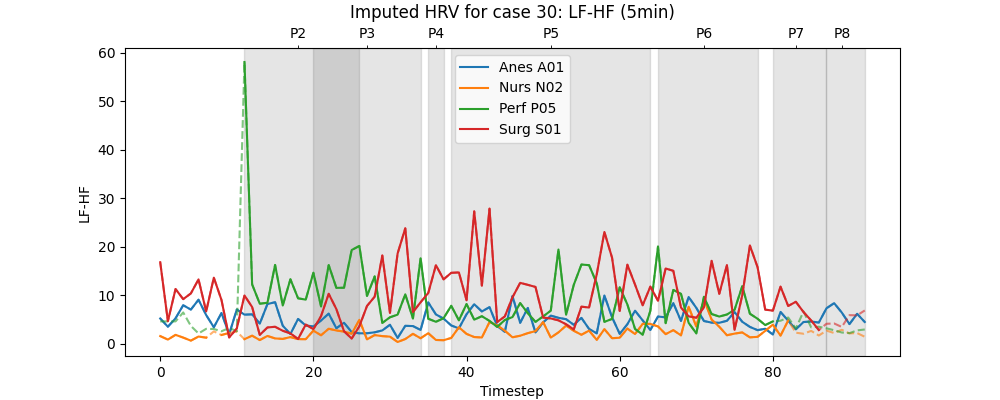 Imputed HRV for case 30: LF-HF (5min)
P2 P3 P4 P5 P6 P7 P8
60
50
40
30
20
10
0
LF-HF
Anes A01
Nurs N02
Perf P05
Surg S01
0 20 40 60 80
Timestep